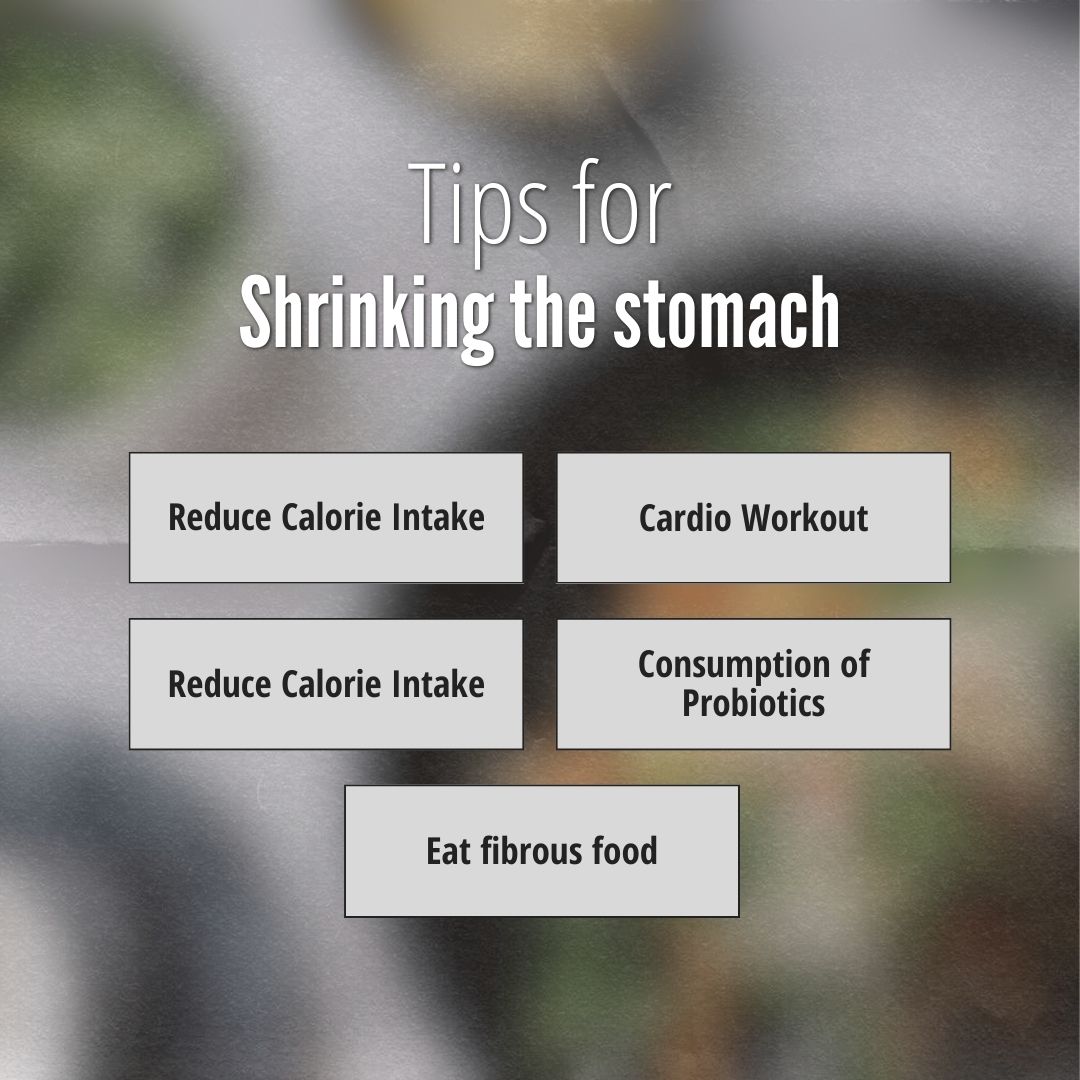 Tips for
Shrinking the stomach
Reduce Calorie Intake
Cardio Workout
Reduce Calorie Intake
Consumption of
Probiotics
Eat fibrous food